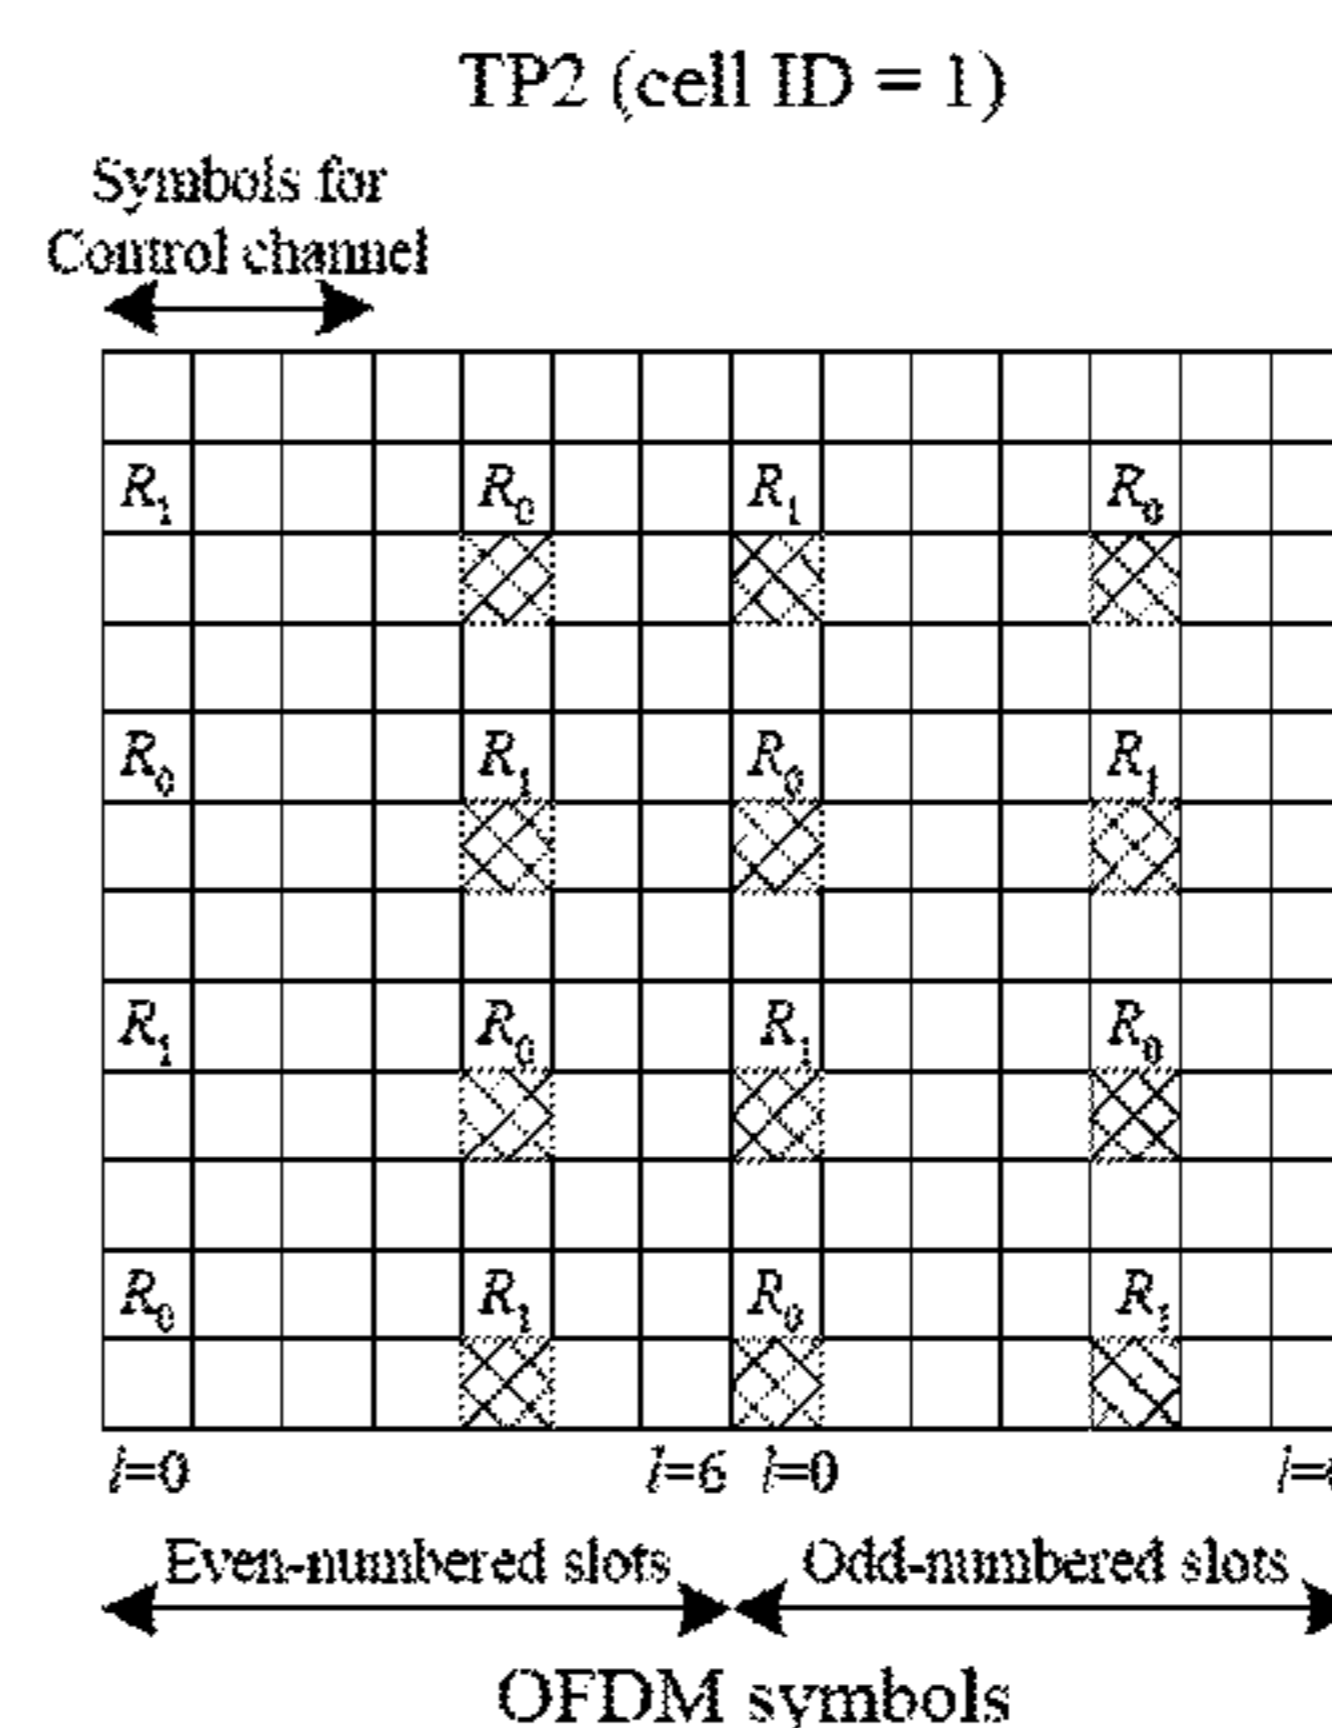 TP2 (cell ID = 1)
Symbols for
Control channel
R1 R0 R1 R0
R0 R1 R0 R1
R1 R0 R1 R0
R0 R1 R0 R1
l=0 l=6 l=0 l=
Even-numbered slots Odd-numbered slots
OFDM symbols